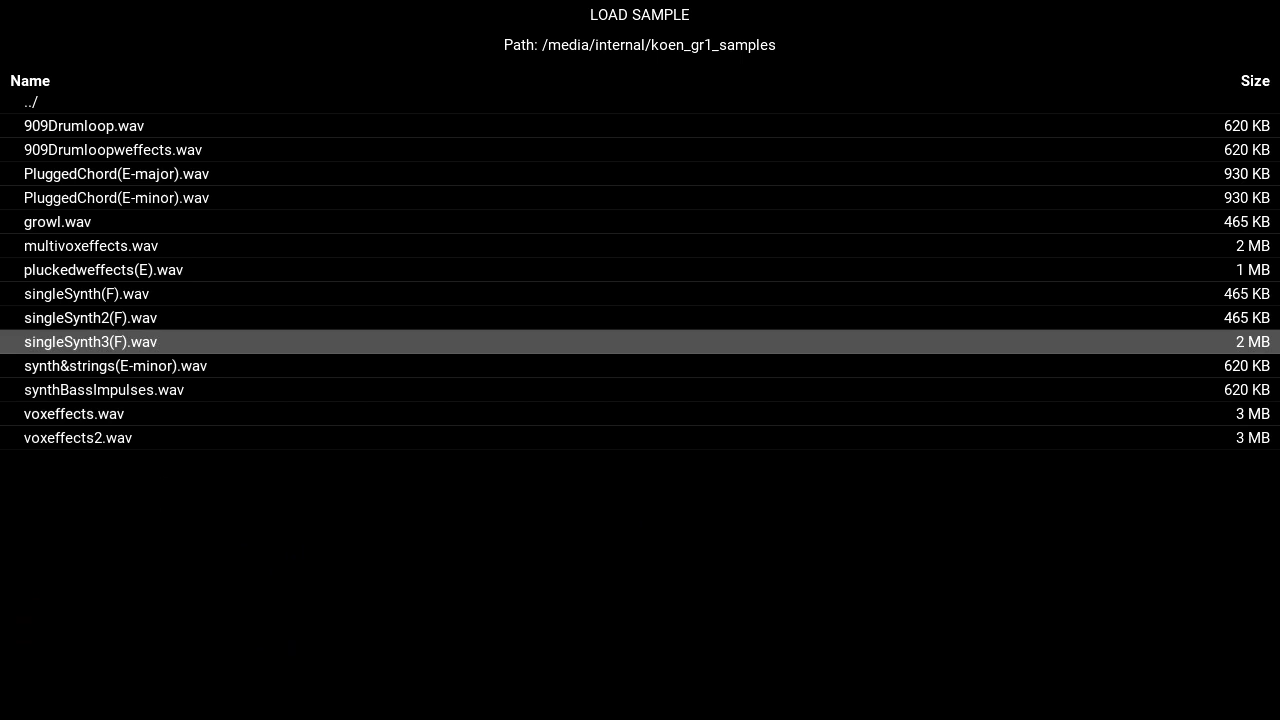 LOAD SAMPLE
Path: /media/internal/koen_gr1_samples
Name Size
../
909Drumloop.wav 620 KB
909Drumloopweffects.wav 620 KB
PluggedChord(E-major).wav 930 KB
PluggedChord(E-minor).wav 930 KB
growl.wav 465 KB
multivoxeffects.wav 2 MB
pluckedweffects(E).wav 1 MB
singleSynth(F).wav 465 KB
singleSynth2(F).wav 465 KB
singleSynth3(F).wav 2 MB
synth&strings(E-minor).wav 620 KB
synthBassImpulses.wav 620 KB
voxeffects.wav 3 MB
voxeffects2.wav 3 MB